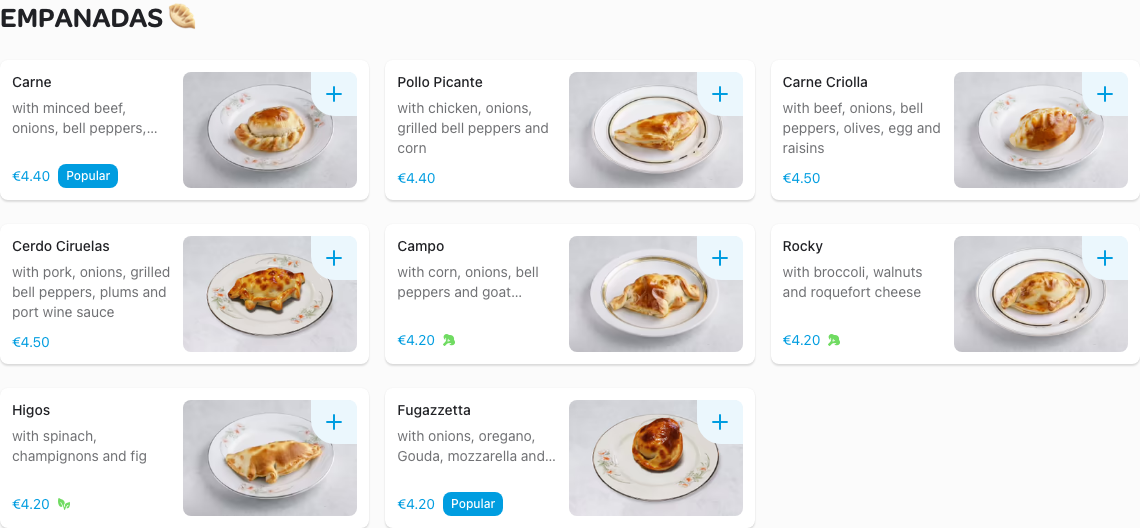 EMPANADAS 🥟
Carne
with minced beef,
onions, bell peppers,...
€4.40 Popular
Pollo Picante
with chicken, onions,
grilled bell peppers and
corn
€4.40
Carne Criolla
with beef, onions, bell
peppers, olives, egg and
raisins
€4.50
Cerdo Ciruelas
with pork, onions, grilled
bell peppers, plums and
port wine sauce
€4.50
Campo
with corn, onions, bell
peppers and goat...
€4.20
Rocky
with broccoli, walnuts
and roquefort cheese
€4.20
Higos
with spinach,
champignons and fig
€4.20
Fugazzetta
with onions, oregano,
Gouda, mozzarella and...
€4.20 Popular